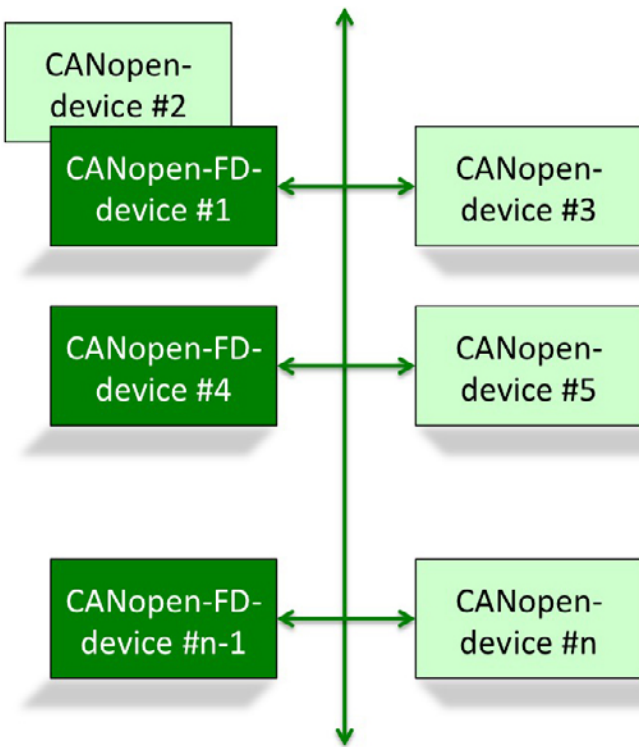 CANopen-
device #2
CANopen-FD-
device #1
CANopen-
device #3
CANopen-FD-
device #4
CANopen-
device #5
CANopen-FD-
device #n-1
CANopen-
device #n